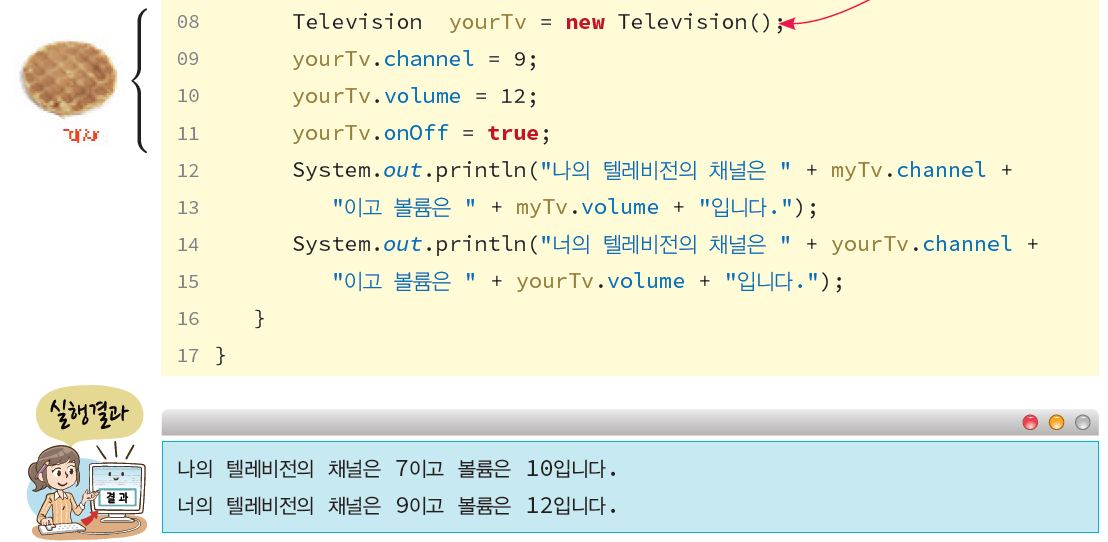 08 Television yourTv = new Television();
09 yourTv.channel = 9;
10 yourTv.volume = 12;
11 yourTv.onOff = true;
12 System.out.println("나의 텔레비전의 채널은 " + myTv.channel +
13 "이고 볼륨은 " + myTv.volume + "입니다.");
14 System.out.println("너의 텔레비전의 채널은 " + yourTv.channel +
15 "이고 볼륨은 " + yourTv.volume + "입니다.");
16 }
17 }
실행결과
결과
나의 텔레비전의 채널은 7이고 볼륨은 10입니다.
너의 텔레비전의 채널은 9이고 볼륨은 12입니다.